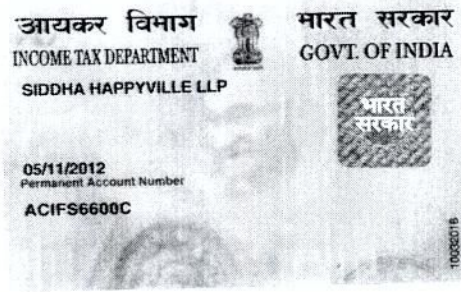 आयकर विभाग
भारत सरकार
INCOME TAX DEPARTMENT
GOVT. OF INDIA
SIDDHA HAPPYVILLE LLP
भारत
सरकार
05/11/2012
Permanent Account Number
ACIFS6600C
10032016